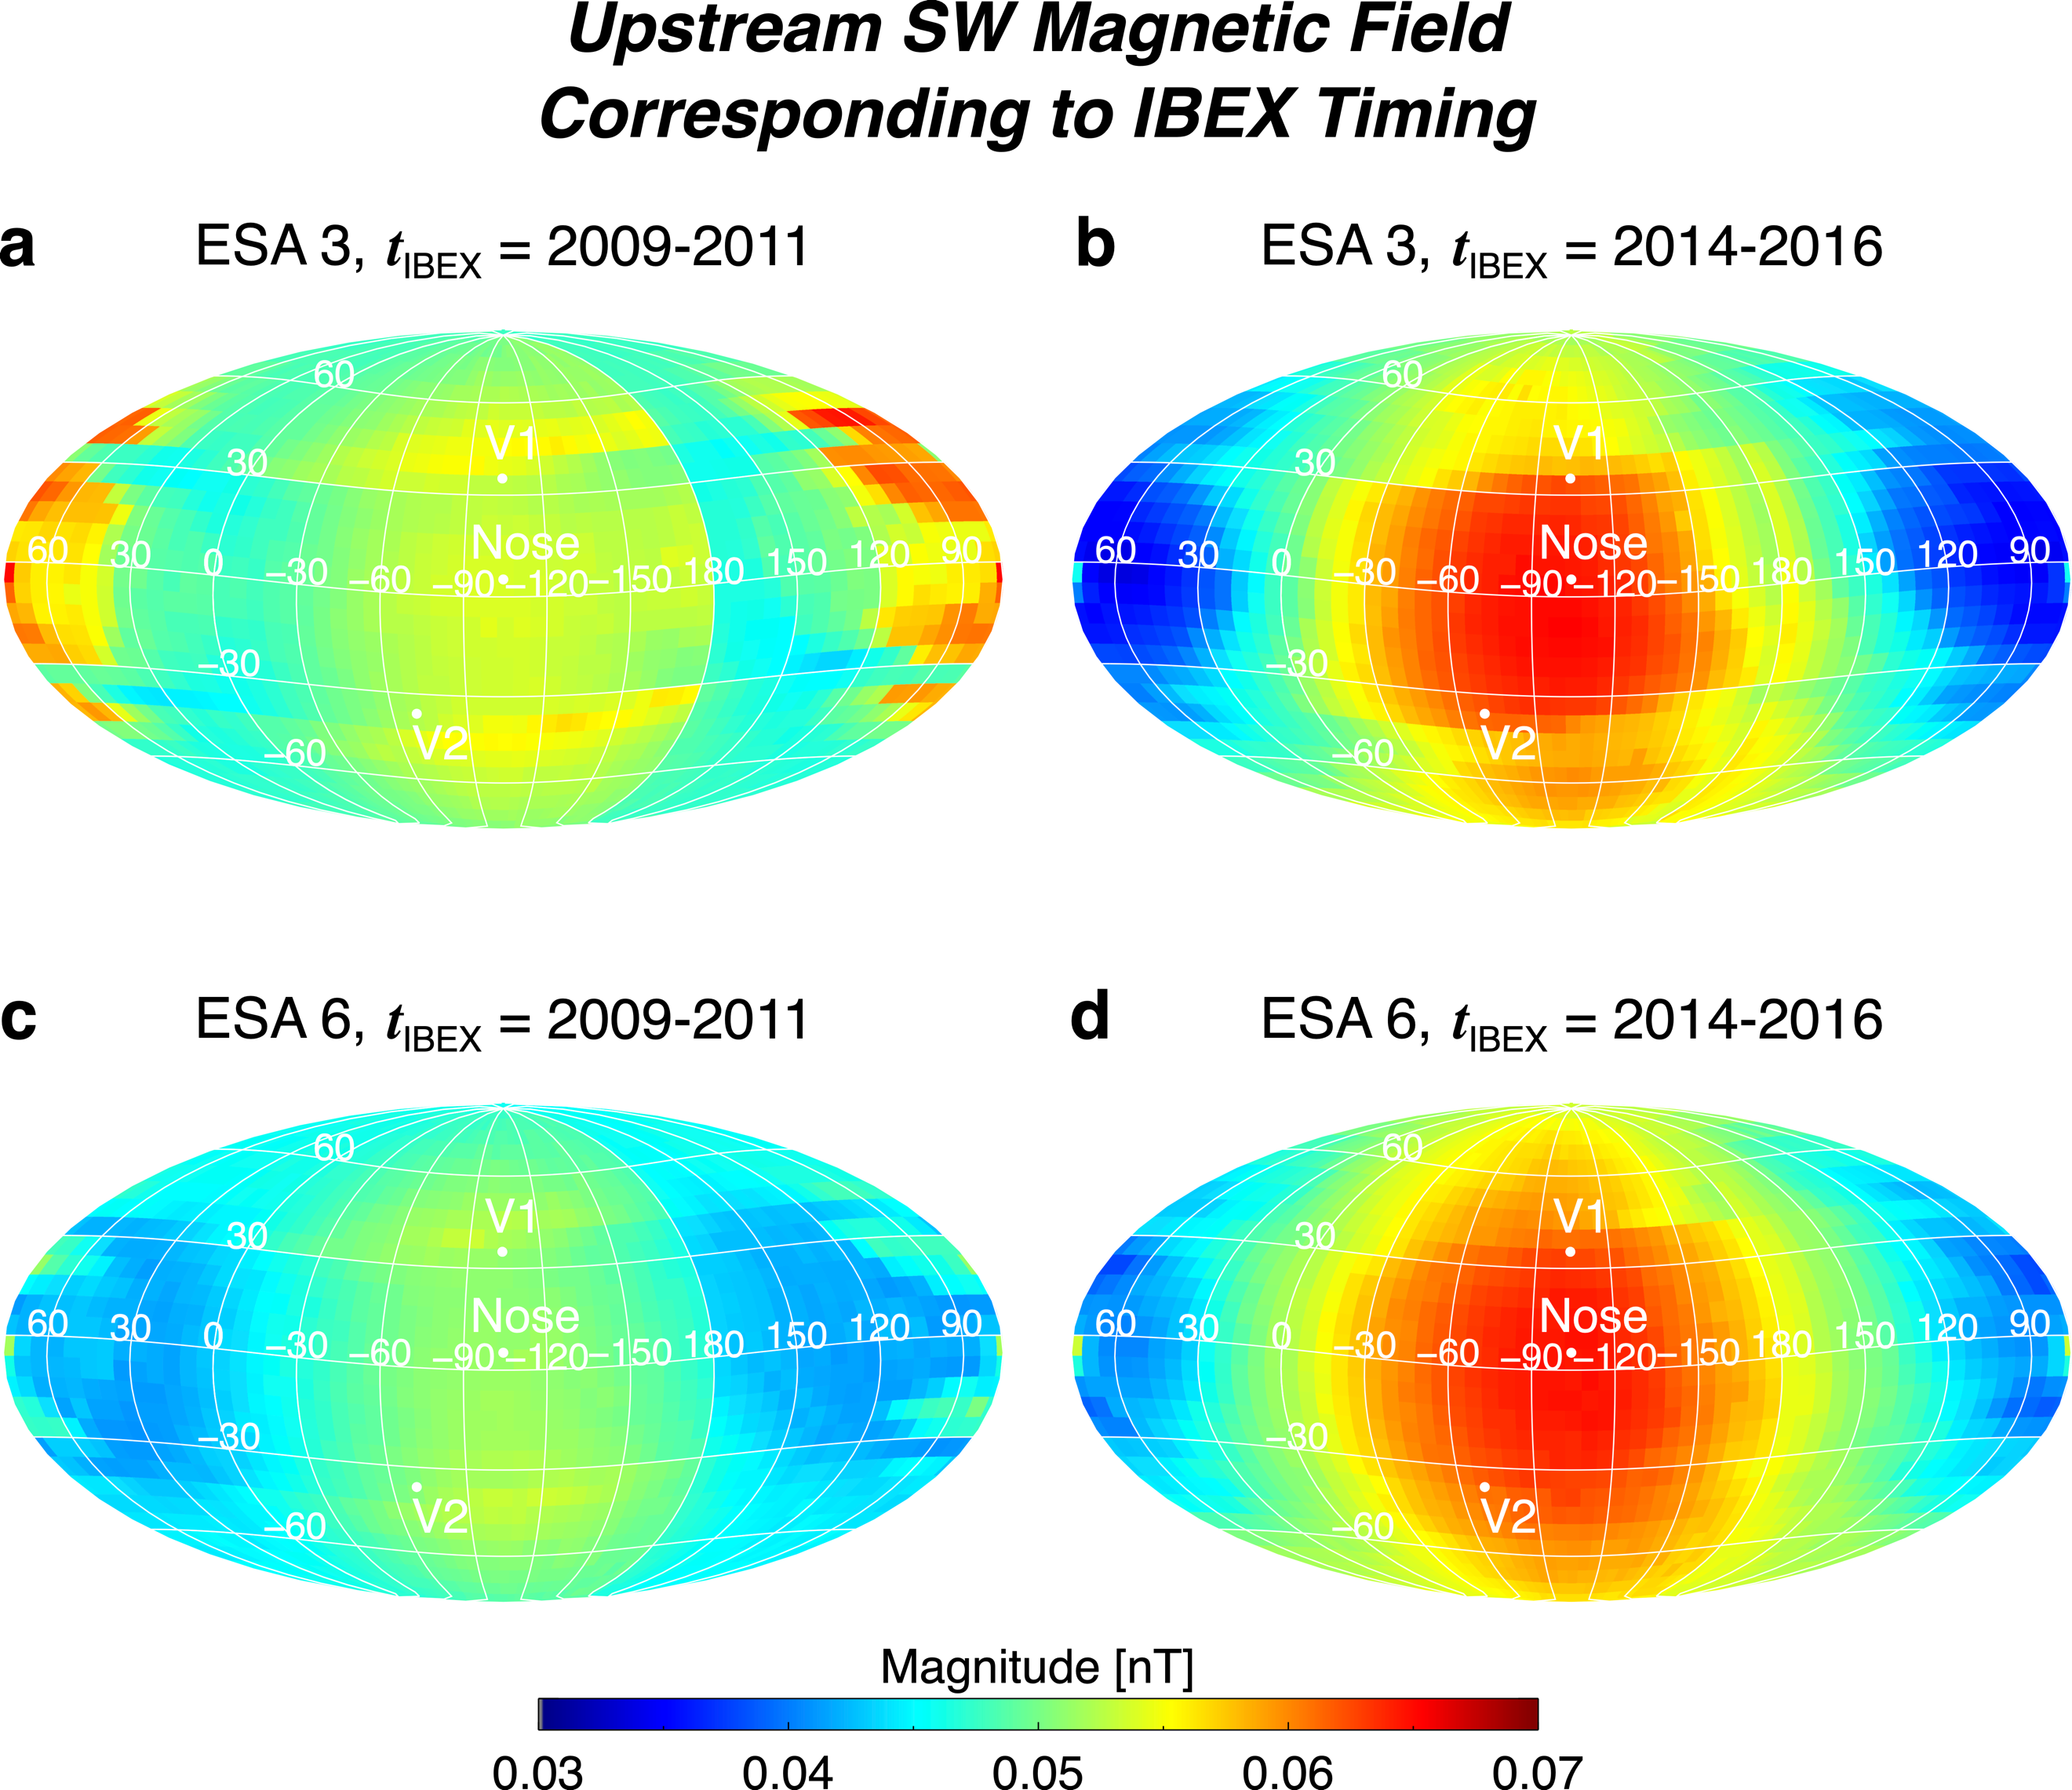 Upstream SW Magnetic Field
Corresponding to IBEX Timing
a ESA 3, tIBEX = 2009-2011
b ESA 3, tIBEX = 2014-2016
60
V1
30
Nose
60 30 0 −30 −60 −90 −120 −150 180 150 120 90
−30
V2
−60
60
V1
30
Nose
60 30 0 −30 −60 −90 −120 −150 180 150 120 90
−30
V2
−60
c ESA 6, tIBEX = 2009-2011
d ESA 6, tIBEX = 2014-2016
60
V1
30
Nose
60 30 0 −30 −60 −90 −120 −150 180 150 120 90
−30
V2
−60
60
V1
30
Nose
60 30 0 −30 −60 −90 −120 −150 180 150 120 90
−30
V2
−60
Magnitude [nT]
0.03 0.04 0.05 0.06 0.07